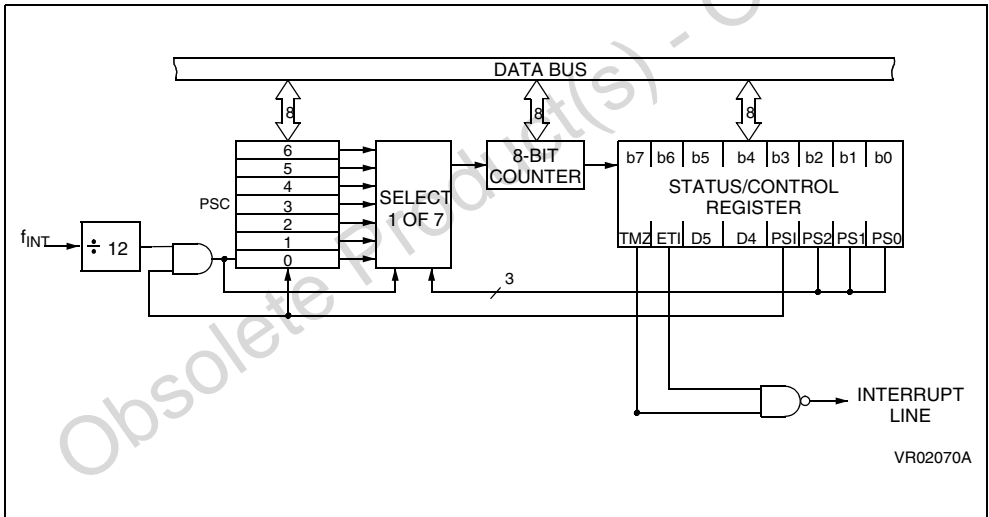 DATA BUS
8
8
8
6
5
4
3
2
1
0
PSC
SELECT
1 OF 7
8-BIT
COUNTER
b7 b6 b5 b4 b3 b2 b1 b0
STATUS/CONTROL
REGISTER
TMZ ETI D5 D4 PSI PS2 PS1 PS0
fINT
÷ 12
3
INTERRUPT
LINE
VR02070A
Obsolete Product(s) -